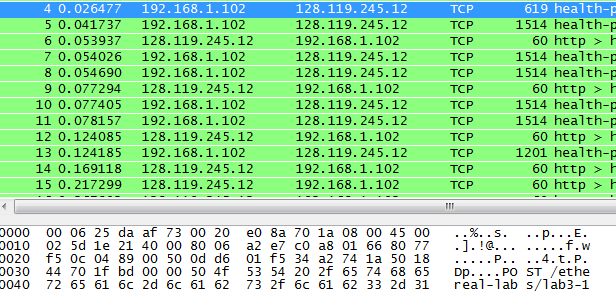 4 0.026477 192.168.1.102 128.119.245.12 TCP 619 health-p
5 0.041737 192.168.1.102 128.119.245.12 TCP 1514 health-p
6 0.053937 128.119.245.12 192.168.1.102 TCP 60 http > h
7 0.054026 192.168.1.102 128.119.245.12 TCP 1514 health-p
8 0.054690 192.168.1.102 128.119.245.12 TCP 1514 health-p
9 0.077294 128.119.245.12 192.168.1.102 TCP 60 http > h
10 0.077405 192.168.1.102 128.119.245.12 TCP 1514 health-p
11 0.078157 192.168.1.102 128.119.245.12 TCP 1514 health-p
12 0.124085 128.119.245.12 192.168.1.102 TCP 60 http > h
13 0.124185 192.168.1.102 128.119.245.12 TCP 1201 health-p
14 0.169118 128.119.245.12 192.168.1.102 TCP 60 http > h
15 0.217299 128.119.245.12 192.168.1.102 TCP 60 http > h
0000 00 06 25 da af 73 00 20 e0 8a 70 1a 08 00 45 00 ..%..s. ..p...E.
0010 02 5d 1e 21 40 00 80 06 a2 e7 c0 a8 01 66 80 77 .].!@... .....f.w
0020 f5 0c 04 89 00 50 0d d6 01 f5 34 a2 74 1a 50 18 .....P.. ..4.t.P.
0030 44 70 1f bd 00 00 50 4f 53 54 20 2f 65 74 68 65 Dp....PO ST /ethe
0040 72 65 61 6c 2d 6c 61 62 73 2f 6c 61 62 33 2d 31 real-lab s/lab3-1